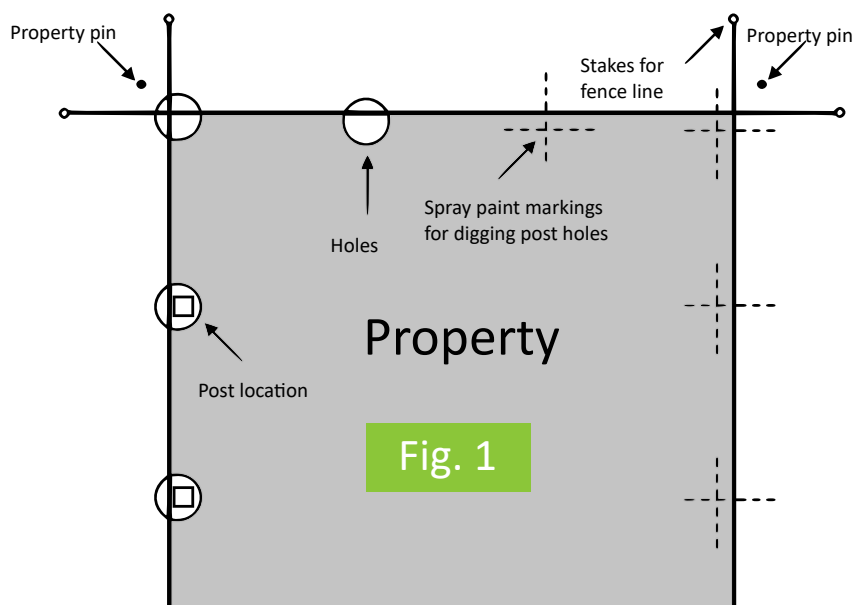 Property pin
Property pin
Stakes for
fence line
Spray paint markings
for digging post holes
Holes
Property
Post location
Fig. 1